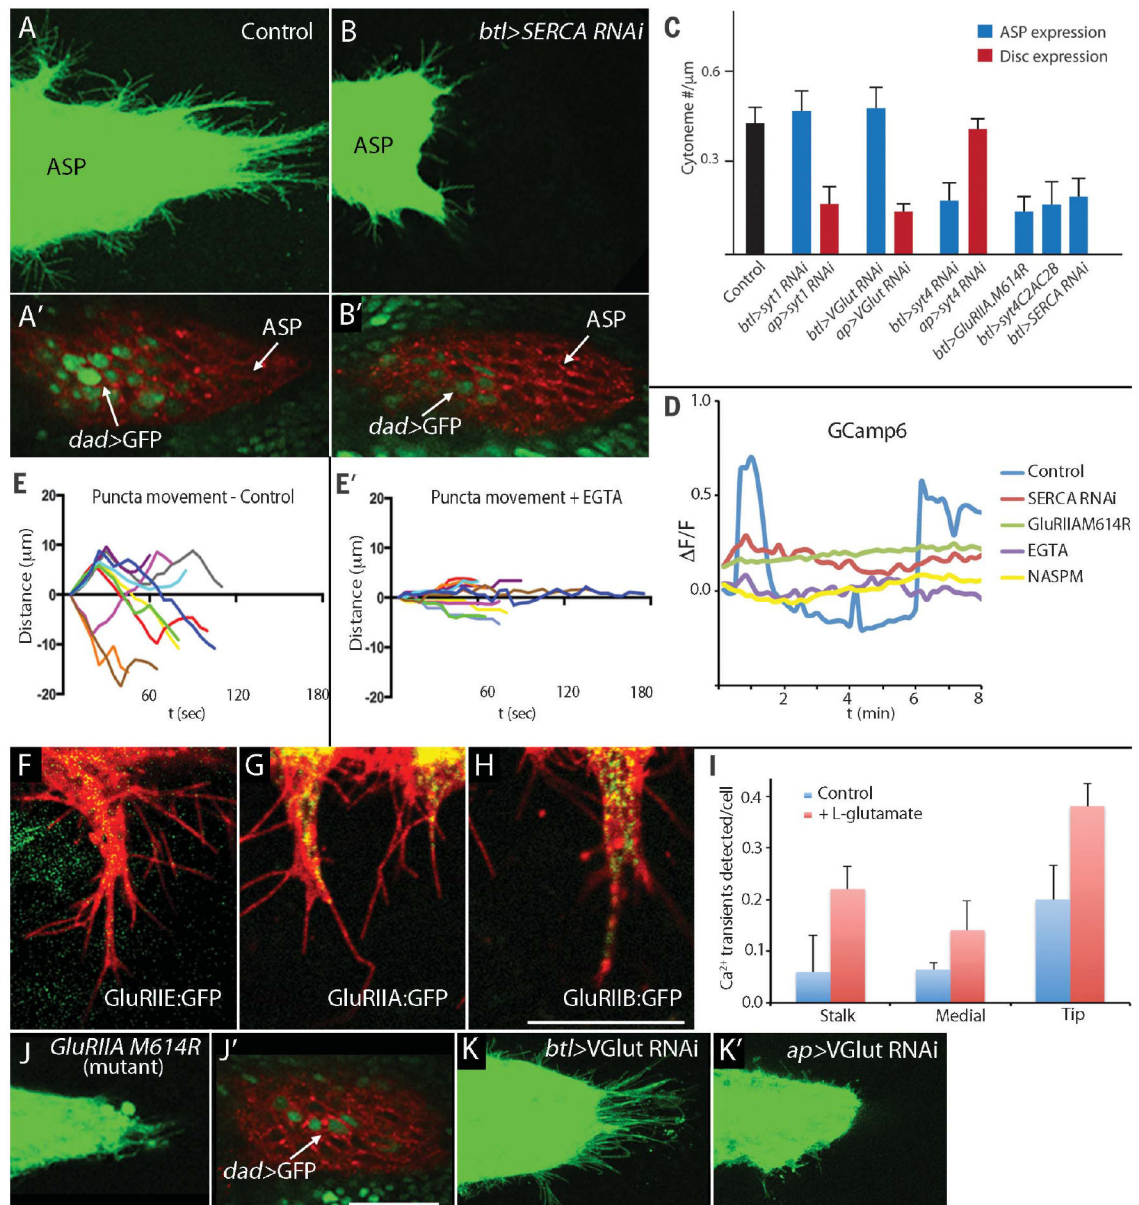 A
Control
ASP
B
btl>SERCA RNAi
ASP
C
ASP expression
Disc expression
Cytoneme #/μm
0.6
0.3
Control
btl>syt1 RNAi
ap>syt1 RNAi
btl>VGlut RNAi
ap>VGlut RNAi
btl>syt4 RNAi
ap>syt4 RNAi
btl>GluRIIA.M614R
btl>syt4C2AC2B
btl>SERCA RNAi
A′
ASP
dad>GFP
B′
ASP
dad>GFP
D
GCamp6
ΔF/F
1.0
0.5
0.0
2
4
6
8
t (min)
Control
SERCA RNAi
GluRIIAM614R
EGTA
NASPM
E
Puncta movement - Control
Distance (μm)
20
10
0
-10
-20
60
120
180
t (sec)
E′
Puncta movement + EGTA
Distance (μm)
20
10
0
-10
-20
60
120
180
t (sec)
F
GluRIIE:GFP
G
GluRIIA:GFP
H
GluRIIB:GFP
I
Control
+ L-glutamate
Ca²⁺ transients detected/cell
0.4
0.3
0.2
0.1
0.0
Stalk
Medial
Tip
J
GluRIIA M614R
(mutant)
J′
dad>GFP
K
btl>VGlut RNAi
K′
ap>VGlut RNAi